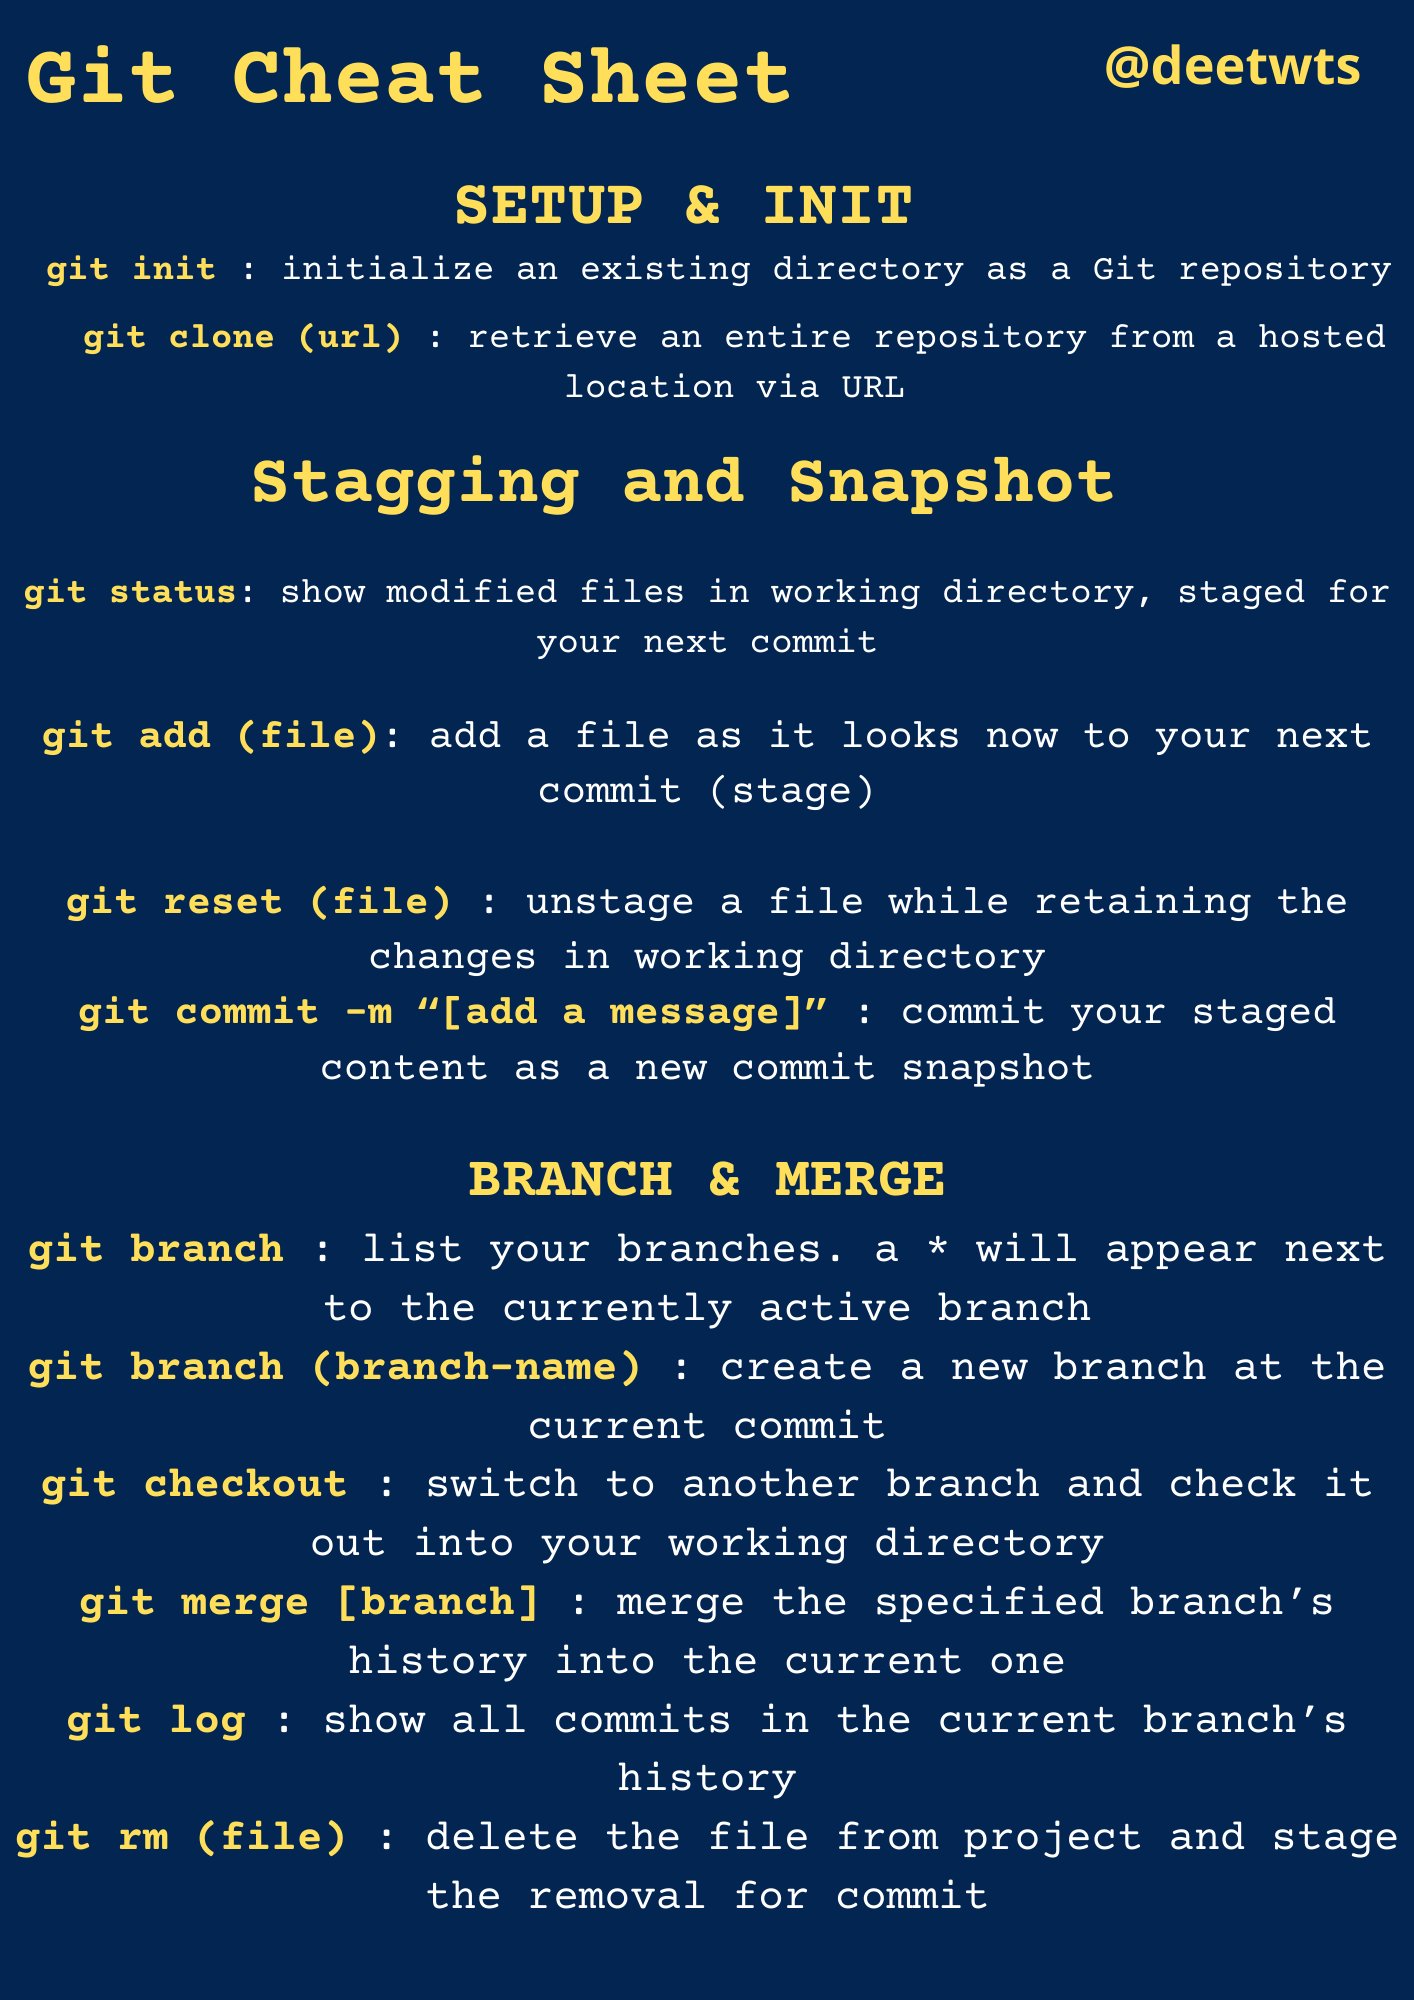 Git Cheat Sheet
@deetwts
SETUP & INIT
git init : initialize an existing directory as a Git repository
git clone (url) : retrieve an entire repository from a hosted
location via URL
Stagging and Snapshot
git status: show modified files in working directory, staged for
your next commit
git add (file): add a file as it looks now to your next
commit (stage)
git reset (file) : unstage a file while retaining the
changes in working directory
git commit -m “[add a message]” : commit your staged
content as a new commit snapshot
BRANCH & MERGE
git branch : list your branches. a * will appear next
to the currently active branch
git branch (branch-name) : create a new branch at the
current commit
git checkout : switch to another branch and check it
out into your working directory
git merge [branch] : merge the specified branch’s
history into the current one
git log : show all commits in the current branch’s
history
git rm (file) : delete the file from project and stage
the removal for commit